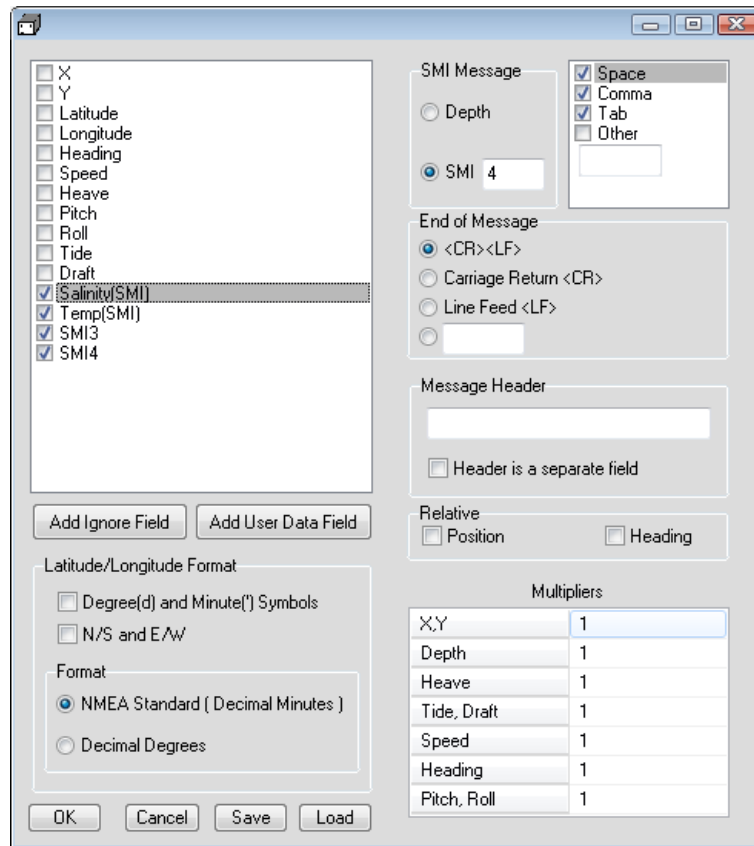 X
Y
Latitude
Longitude
Heading
Speed
Heave
Pitch
Roll
Tide
Draft
Salinity(SMI)
Temp(SMI)
SMI3
SMI4
Add Ignore Field
Add User Data Field
Latitude/Longitude Format
Degree(d) and Minute(') Symbols
N/S and E/W
Format
NMEA Standard ( Decimal Minutes )
Decimal Degrees
OK
Cancel
Save
Load
SMI Message
Depth
SMI 4
Space
Comma
Tab
Other
End of Message
<CR><LF>
Carriage Return <CR>
Line Feed <LF>
Message Header
Header is a separate field
Relative
Position
Heading
Multipliers
X,Y 1
Depth 1
Heave 1
Tide, Draft 1
Speed 1
Heading 1
Pitch, Roll 1